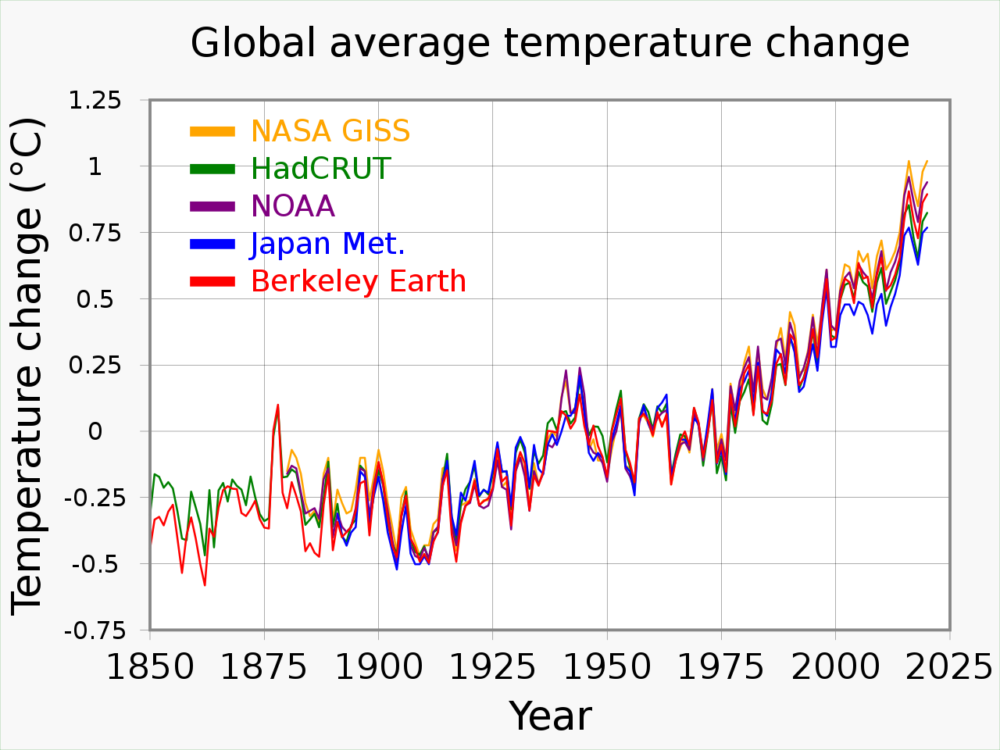 Global average temperature change
Temperature change (°C)
1.25
1
0.75
0.5
0.25
0
-0.25
-0.5
-0.75
NASA GISS
HadCRUT
NOAA
Japan Met.
Berkeley Earth
1850 1875 1900 1925 1950 1975 2000 2025
Year